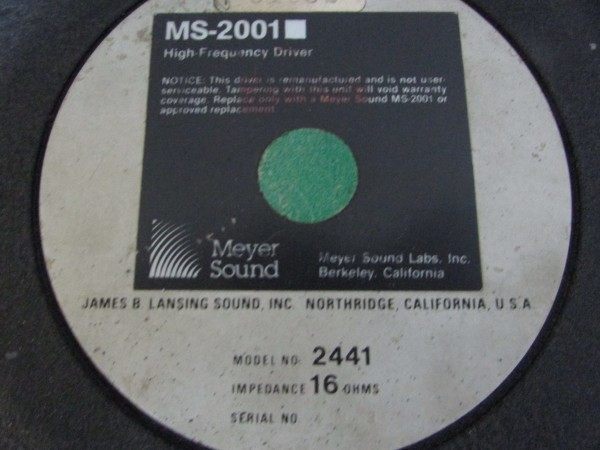 MS-2001
High-Frequency Driver
NOTICE: This driver is remanufactured and is not user-
serviceable. Tampering with this unit will void warranty
coverage. Replace only with a Meyer Sound MS-2001 or
approved replacement.
Meyer
Sound
Meyer Sound Labs, Inc.
Berkeley, California
JAMES B LANSING SOUND, INC. NORTHRIDGE, CALIFORNIA, U.S.A.
MODEL NO. 2441
IMPEDANCE 16 OHMS
SERIAL NO.